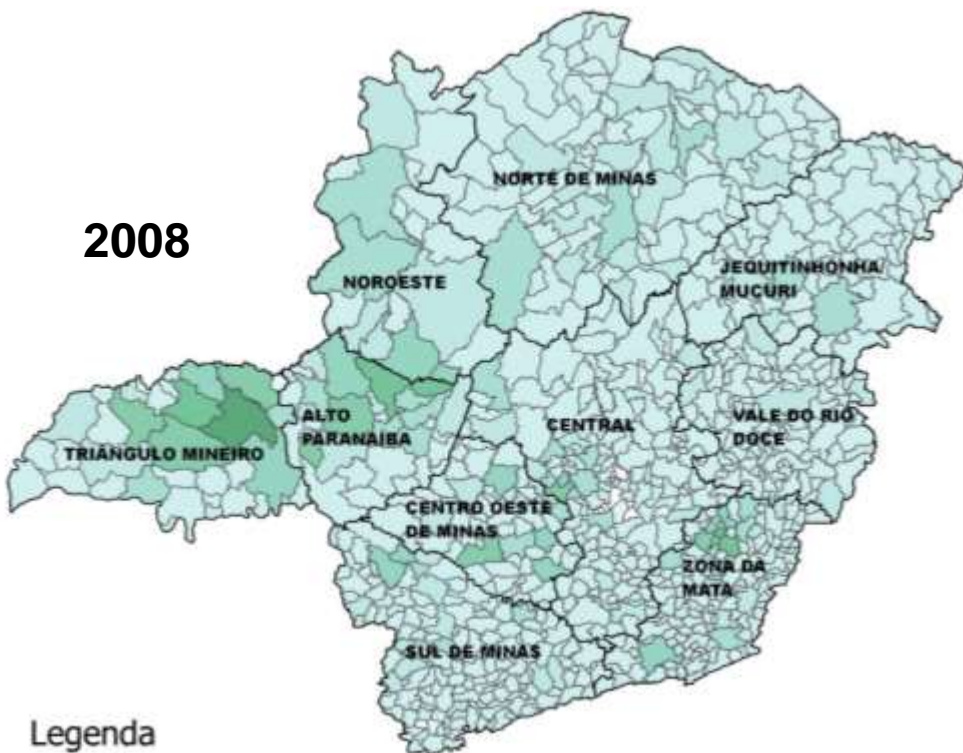 NORTE DE MINAS
2008
JEQUITINHONHA/
MUCURI
NOROESTE
ALTO
PARANAIBA
CENTRAL
VALE DO RIO
DOCE
TRIÂNGULO MINEIRO
CENTRO OESTE
DE MINAS
ZONA DA
MATA
SUL DE MINAS
Legenda